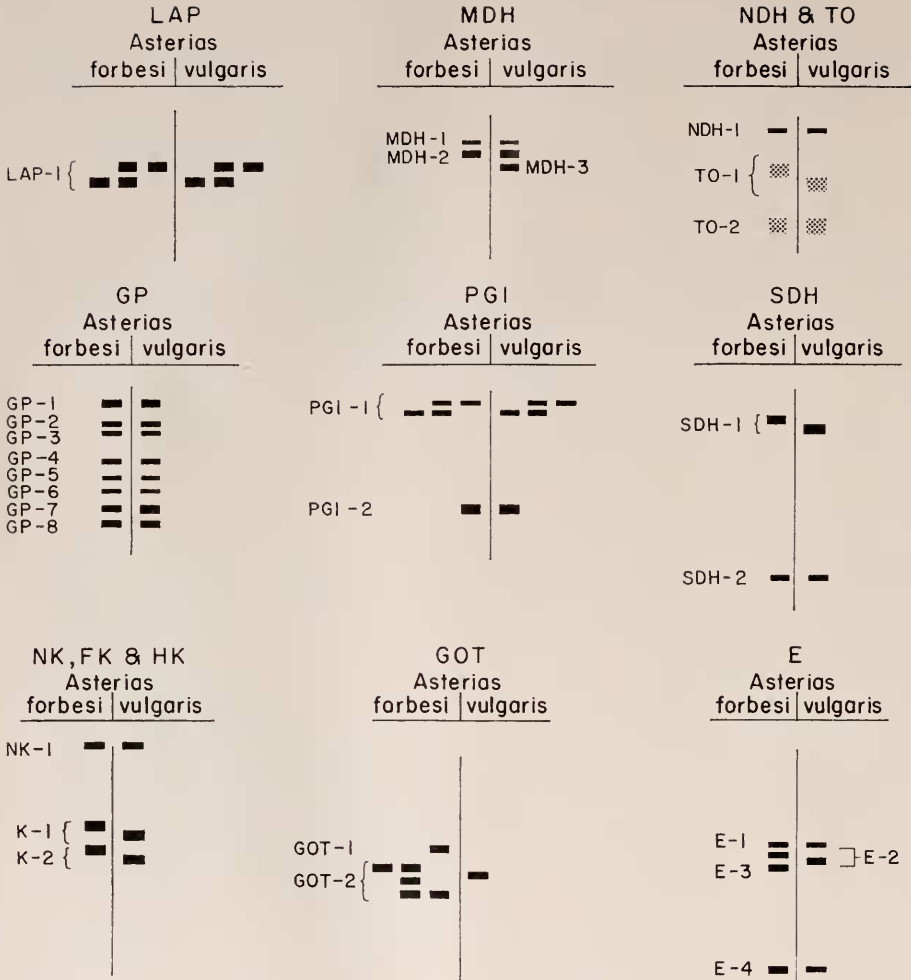 LAP
Asterias
forbesi vulgaris
LAP-1
MDH
Asterias
forbesi vulgaris
MDH-1
MDH-2
MDH-3
NDH & TO
Asterias
forbesi vulgaris
NDH-1
TO-1
TO-2
GP
Asterias
forbesi vulgaris
GP-1
GP-2
GP-3
GP-4
GP-5
GP-6
GP-7
GP-8
PGI
Asterias
forbesi vulgaris
PGI-1
PGI-2
SDH
Asterias
forbesi vulgaris
SDH-1
SDH-2
NK, FK & HK
Asterias
forbesi vulgaris
NK-1
K-1
K-2
GOT
Asterias
forbesi vulgaris
GOT-1
GOT-2
E
Asterias
forbesi vulgaris
E-1
E-2
E-3
E-4